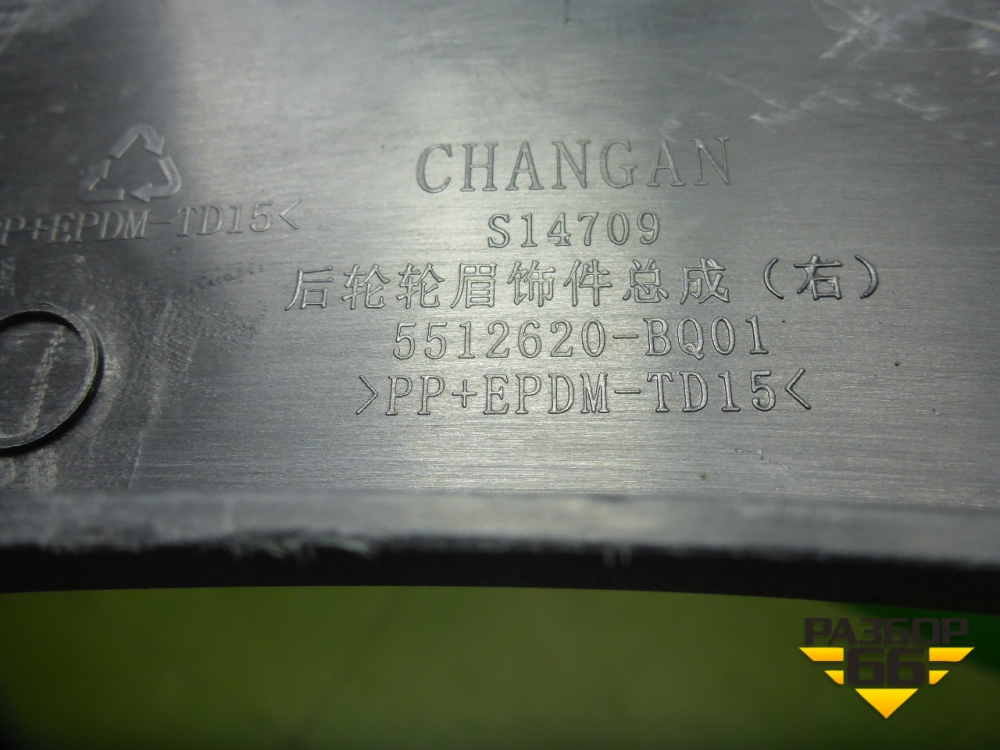 CHANGAN
S14709
后轮轮眉饰件总成（右）
5512620-BQ01
>PP+EPDM-TD15<
PP+EPDM-TD15<
РАЗБОР
66